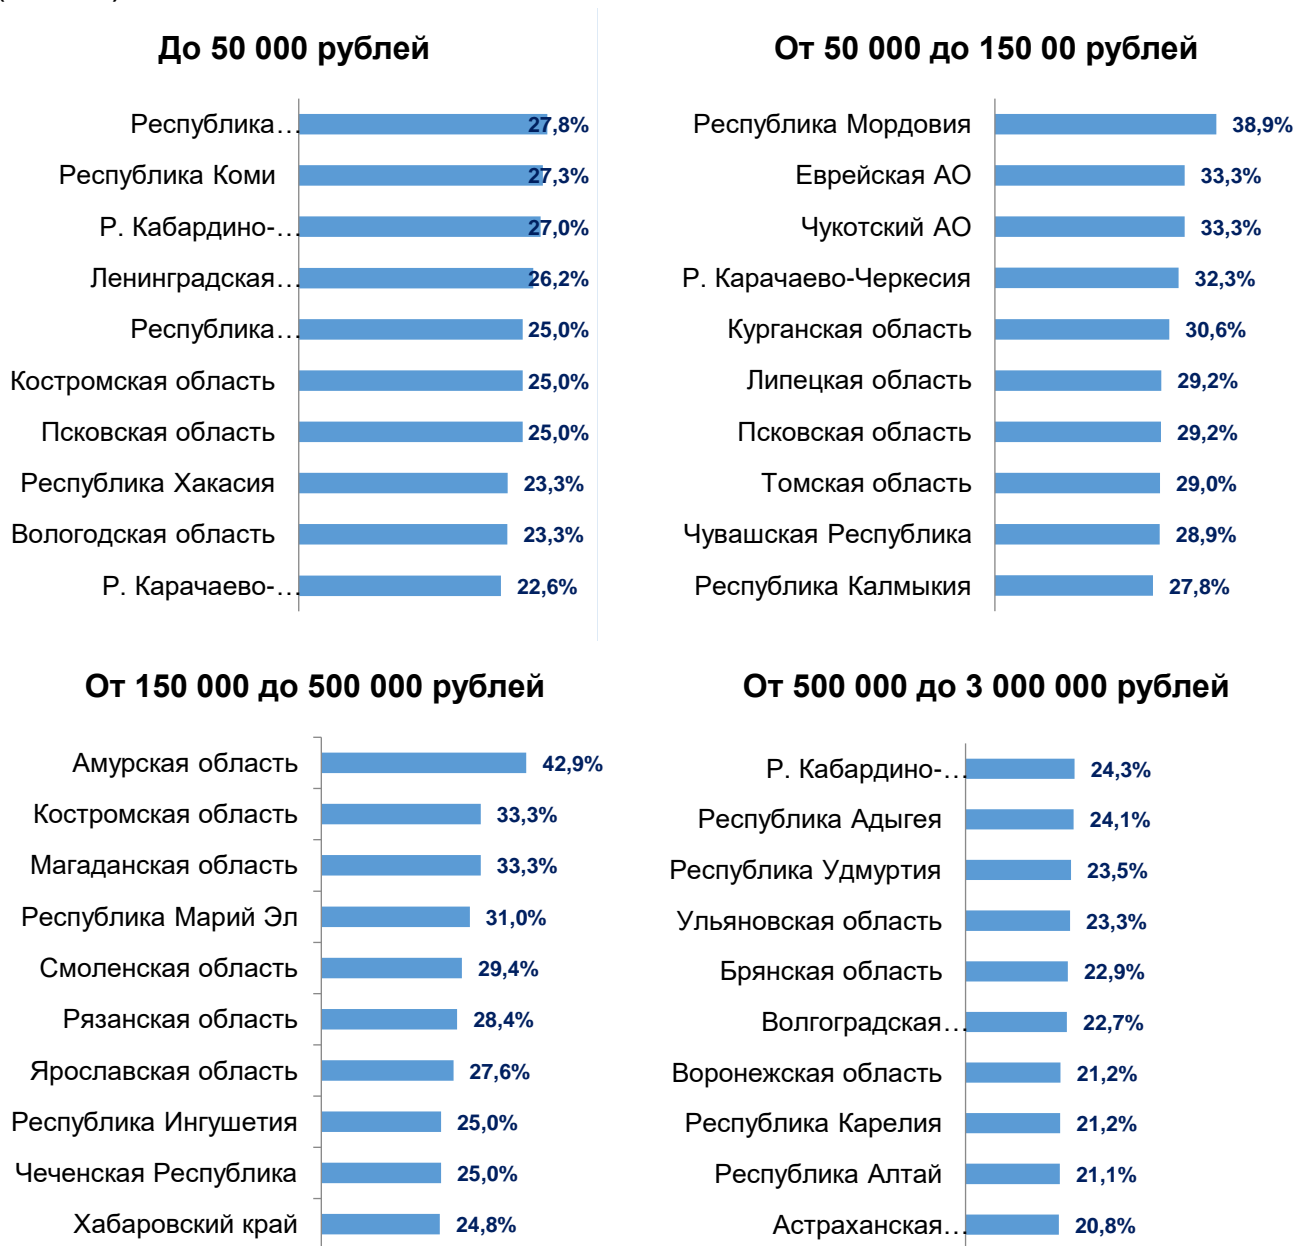 До 50 000 рублей
Республика… 27,8%
Республика Коми 27,3%
Р. Кабардино-… 27,0%
Ленинградская… 26,2%
Республика… 25,0%
Костромская область 25,0%
Псковская область 25,0%
Республика Хакасия 23,3%
Вологодская область 23,3%
Р. Карачаево-… 22,6%
От 50 000 до 150 00 рублей
Республика Мордовия 38,9%
Еврейская АО 33,3%
Чукотский АО 33,3%
Р. Карачаево-Черкесия 32,3%
Курганская область 30,6%
Липецкая область 29,2%
Псковская область 29,2%
Томская область 29,0%
Чувашская Республика 28,9%
Республика Калмыкия 27,8%
От 150 000 до 500 000 рублей
Амурская область 42,9%
Костромская область 33,3%
Магаданская область 33,3%
Республика Марий Эл 31,0%
Смоленская область 29,4%
Рязанская область 28,4%
Ярославская область 27,6%
Республика Ингушетия 25,0%
Чеченская Республика 25,0%
Хабаровский край 24,8%
От 500 000 до 3 000 000 рублей
Р. Кабардино-… 24,3%
Республика Адыгея 24,1%
Республика Удмуртия 23,5%
Ульяновская область 23,3%
Брянская область 22,9%
Волгоградская… 22,7%
Воронежская область 21,2%
Республика Карелия 21,2%
Республика Алтай 21,1%
Астраханская… 20,8%